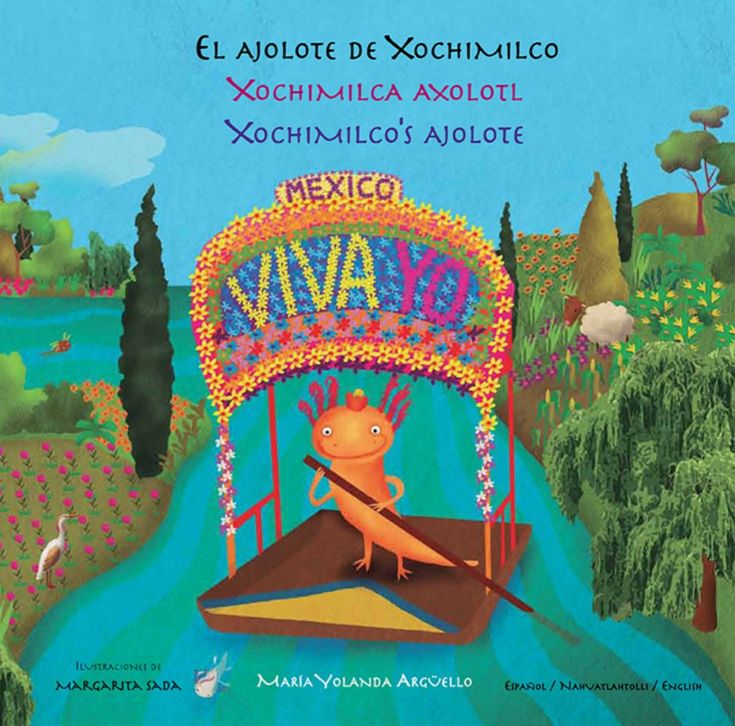 El ajolote de Xochimilco
Xochimilca axolotl
Xochimilco's ajolote
MEXICO
VIVA YO
Ilustraciones de
Margarita Sada
María Yolanda Argüello
Español / Nahuatlahtolli / English